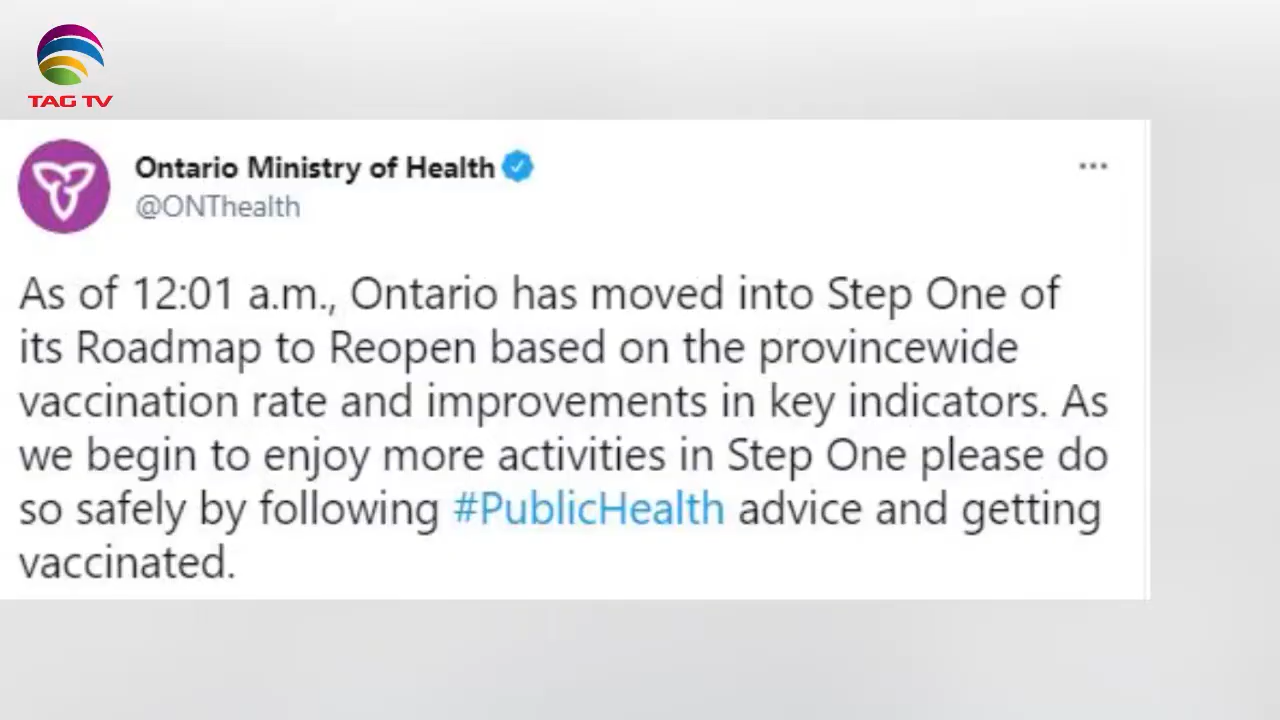 TAG TV
Ontario Ministry of Health
@ONThealth
As of 12:01 a.m., Ontario has moved into Step One of
its Roadmap to Reopen based on the provincewide
vaccination rate and improvements in key indicators. As
we begin to enjoy more activities in Step One please do
so safely by following #PublicHealth advice and getting
vaccinated.